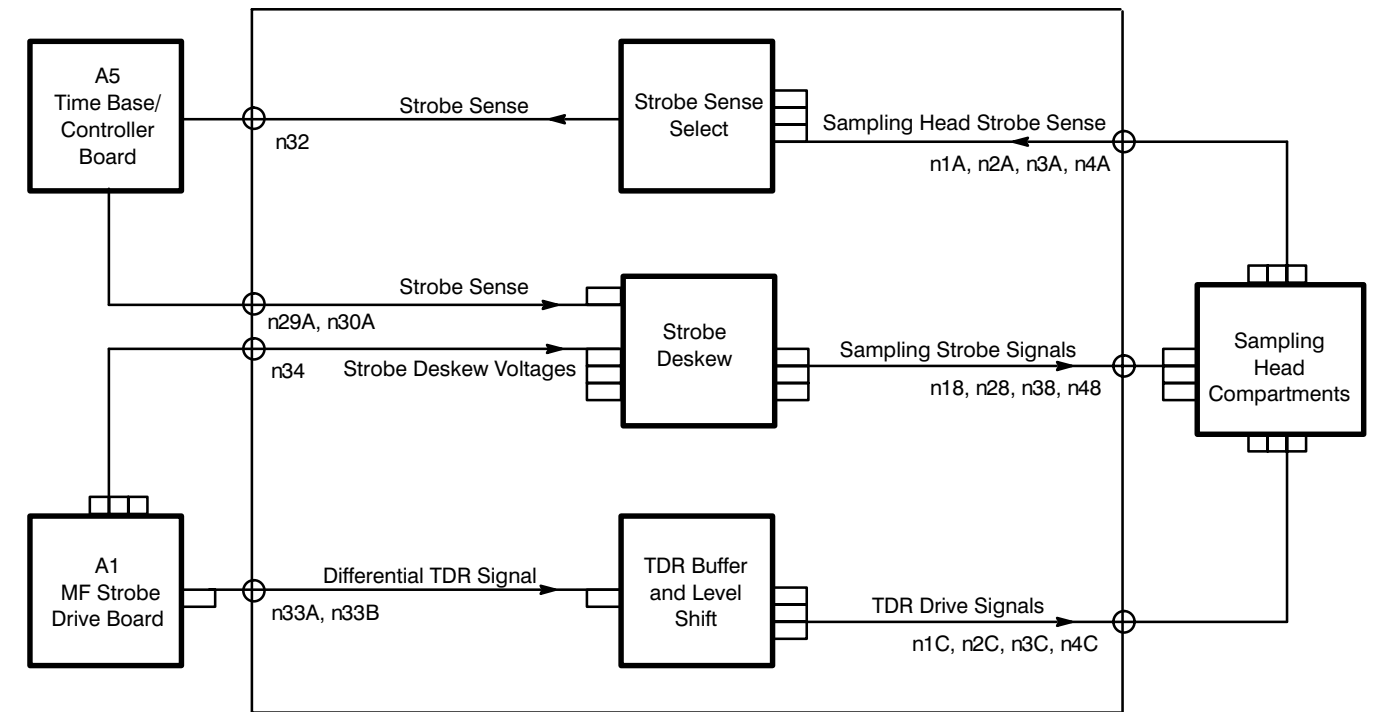 A5
Time Base/
Controller
Board
Strobe Sense
n32
Strobe Sense
Select
Sampling Head Strobe Sense
n1A, n2A, n3A, n4A
Strobe Sense
n29A, n30A
n34
Strobe Deskew Voltages
Strobe
Deskew
Sampling Strobe Signals
n18, n28, n38, n48
Sampling
Head
Compartments
A1
MF Strobe
Drive Board
Differential TDR Signal
n33A, n33B
TDR Buffer
and Level
Shift
TDR Drive Signals
n1C, n2C, n3C, n4C